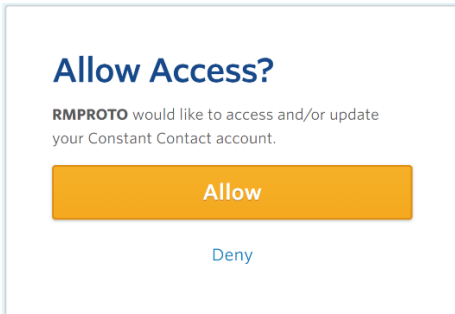 Allow Access?
RMPROTO would like to access and/or update
your Constant Contact account.
Allow
Deny